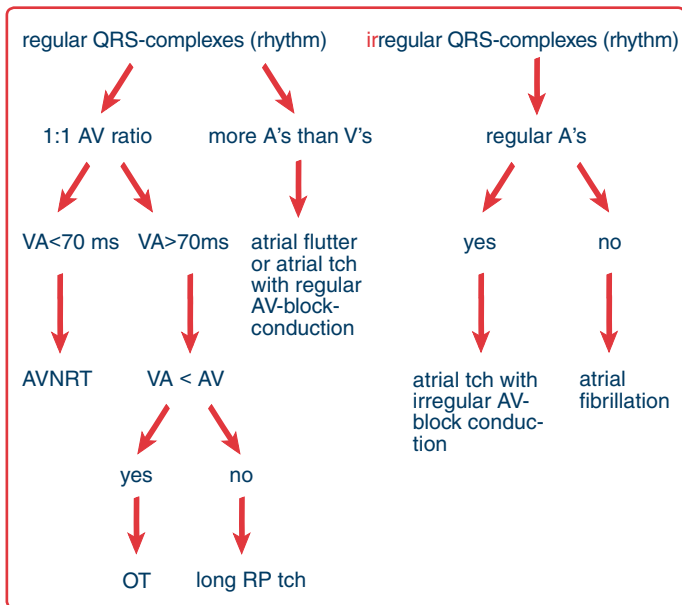 regular QRS-complexes (rhythm)
irregular QRS-complexes (rhythm)
1:1 AV ratio
more A's than V's
regular A's
VA<70 ms
VA>70ms
atrial flutter
or atrial tch
with regular
AV-block-
conduction
yes
no
AVNRT
VA < AV
atrial tch with
irregular AV-
block conduc-
tion
atrial
fibrillation
yes
no
OT
long RP tch